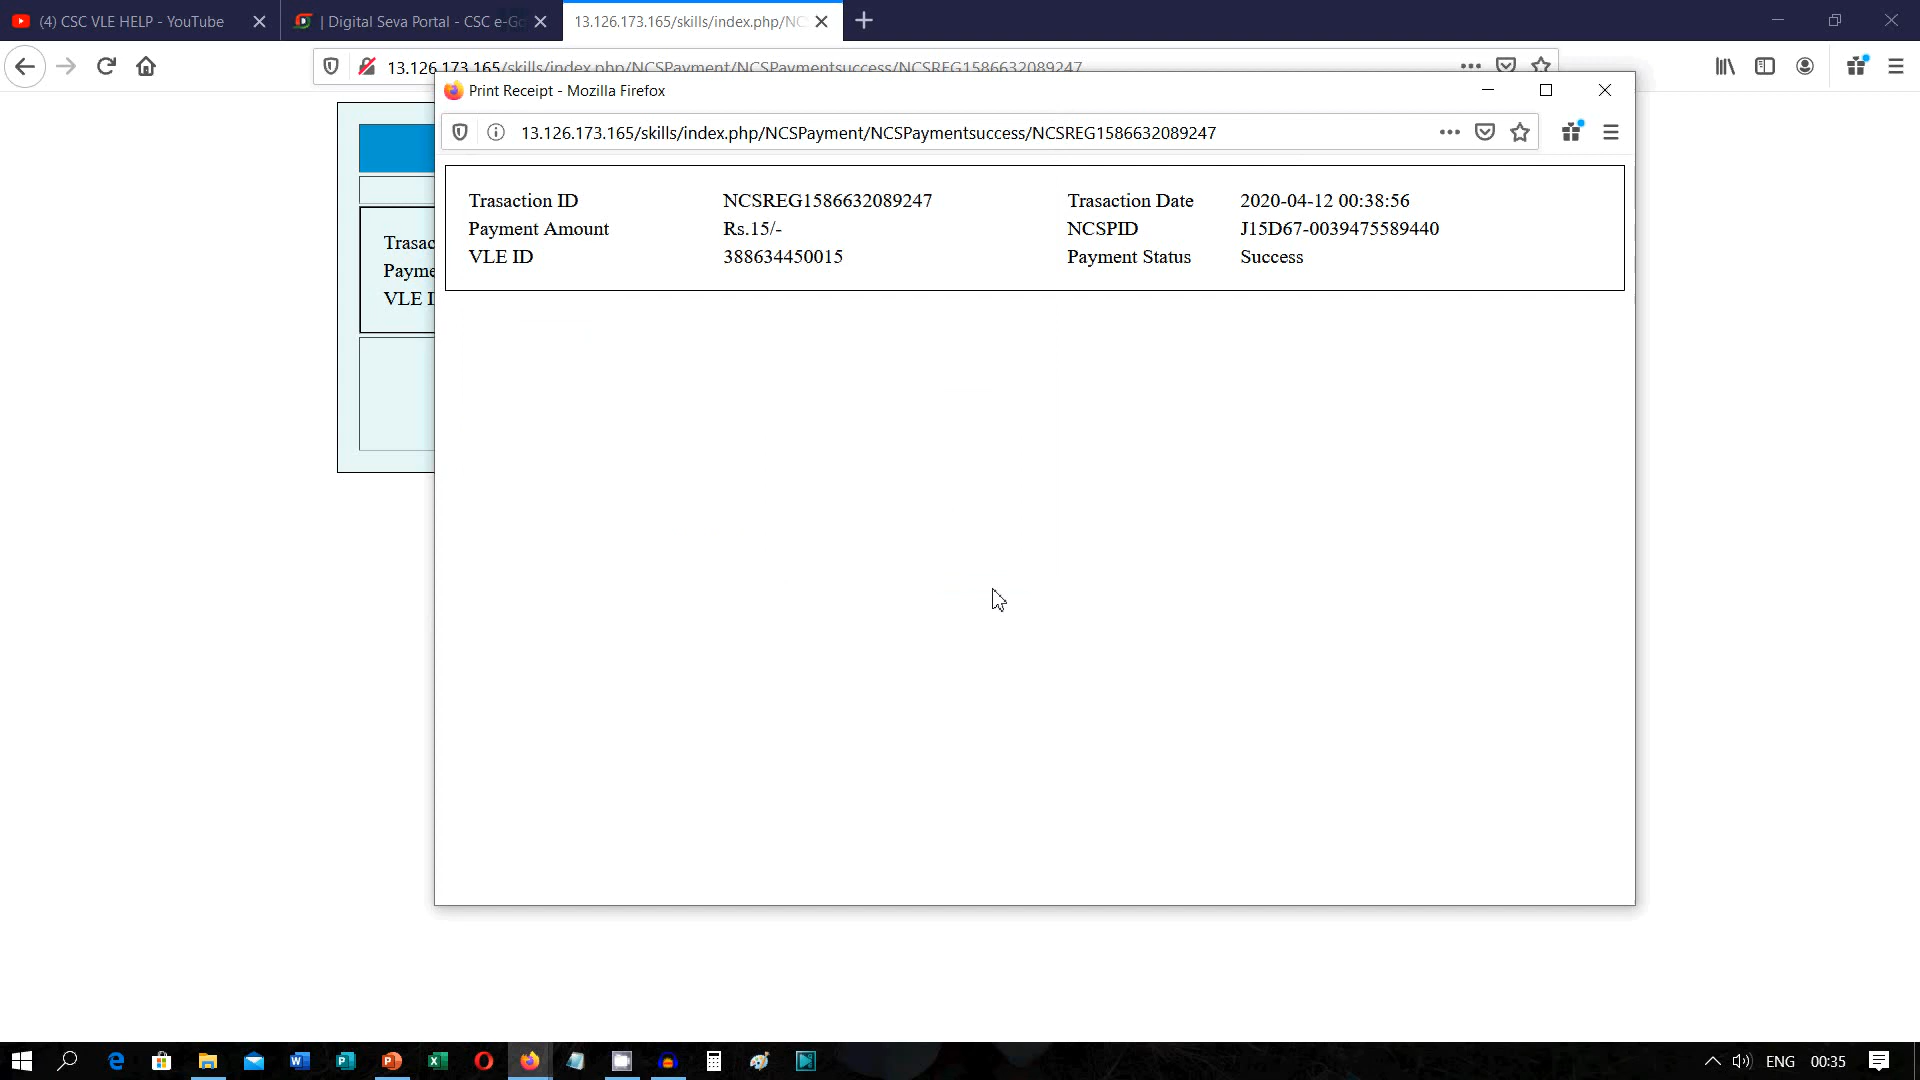 (4) CSC VLE HELP - YouTube
| Digital Seva Portal - CSC e-Go
13.126.173.165/skills/index.php/NC
13.126.173.165/skills/index.php/NCSPayment/NCSPaymentsuccess/NCSREG1586632089247
Print Receipt - Mozilla Firefox
13.126.173.165/skills/index.php/NCSPayment/NCSPaymentsuccess/NCSREG1586632089247
Trasaction ID NCSREG1586632089247 Trasaction Date 2020-04-12 00:38:56
Payment Amount Rs.15/- NCSPID J15D67-0039475589440
VLE ID 388634450015 Payment Status Success
Trasac
Payme
VLE I
ENG 00:35